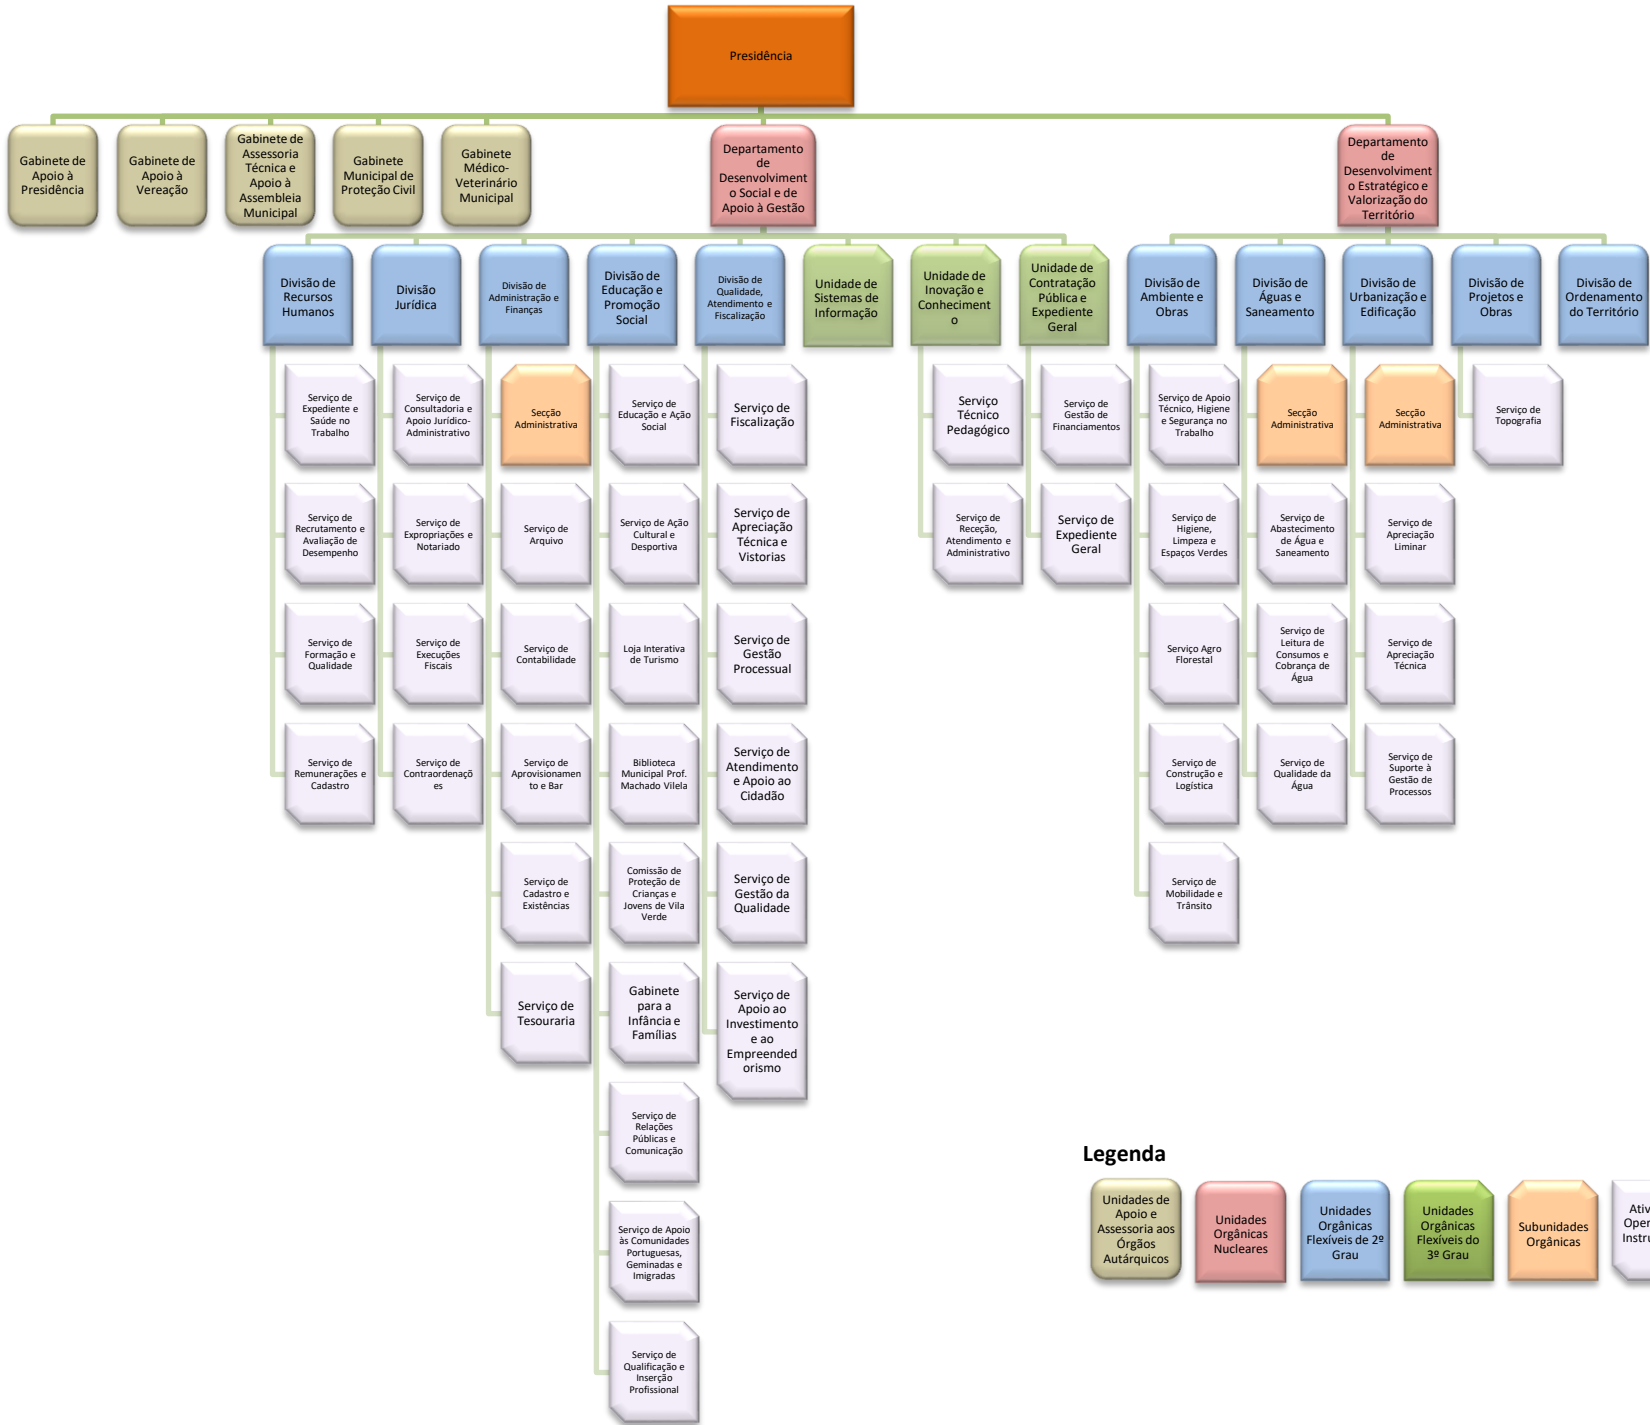 Presidência
Gabinete de
Apoio à
Presidência
Gabinete de
Apoio à
Vereação
Gabinete de
Assessoria
Técnica e
Apoio à
Assembleia
Municipal
Gabinete
Municipal de
Proteção Civil
Gabinete
Médico-
Veterinário
Municipal
Departamento
de
Desenvolviment
o Social e de
Apoio à Gestão
Departamento
de
Desenvolviment
o Estratégico e
Valorização do
Território
Divisão de
Recursos
Humanos
Divisão
Jurídica
Divisão de
Administração e
Finanças
Divisão de
Educação e
Promoção
Social
Divisão de
Qualidade,
Atendimento e
Fiscalização
Unidade de
Sistemas de
Informação
Unidade de
Inovação e
Conheciment
o
Unidade de
Contratação
Pública e
Expediente
Geral
Divisão de
Ambiente e
Obras
Divisão de
Águas e
Saneamento
Divisão de
Urbanização e
Edificação
Divisão de
Projetos e
Obras
Divisão de
Ordenamento
do Território
Serviço de
Expediente e
Saúde no
Trabalho
Serviço de
Consultadoria e
Apoio Jurídico-
Administrativo
Secção
Administrativa
Serviço de
Educação e Ação
Social
Serviço de
Fiscalização
Serviço
Técnico
Pedagógico
Serviço de
Gestão de
Financiamentos
Serviço de Apoio
Técnico, Higiene
e Segurança no
Trabalho
Secção
Administrativa
Secção
Administrativa
Serviço de
Topografia
Serviço de
Recrutamento e
Avaliação de
Desempenho
Serviço de
Expropriações e
Notariado
Serviço de
Arquivo
Serviço de Ação
Cultural e
Desportiva
Serviço de
Apreciação
Técnica e
Vistorias
Serviço de
Receção,
Atendimento e
Administrativo
Serviço de
Expediente
Geral
Serviço de
Higiene,
Limpeza e
Espaços Verdes
Serviço de
Abastecimento
de Água e
Saneamento
Serviço de
Apreciação
Liminar
Serviço de
Formação e
Qualidade
Serviço de
Execuções
Fiscais
Serviço de
Contabilidade
Loja Interativa
de Turismo
Serviço de
Gestão
Processual
Serviço Agro
Florestal
Serviço de
Leitura de
Consumos e
Cobrança de
Água
Serviço de
Apreciação
Técnica
Serviço de
Remunerações e
Cadastro
Serviço de
Contraordenaçõ
es
Serviço de
Aprovisionamen
to e Bar
Biblioteca
Municipal Prof.
Machado Vilela
Serviço de
Atendimento
e Apoio ao
Cidadão
Serviço de
Construção e
Logística
Serviço de
Qualidade da
Água
Serviço de
Suporte à
Gestão de
Processos
Serviço de
Cadastro e
Existências
Comissão de
Proteção de
Crianças e
Jovens de Vila
Verde
Serviço de
Gestão da
Qualidade
Serviço de
Mobilidade e
Trânsito
Serviço de
Tesouraria
Gabinete
para a
Infância e
Famílias
Serviço de
Apoio ao
Investimento
e ao
Empreended
orismo
Serviço de
Relações
Públicas e
Comunicação
Serviço de Apoio
às Comunidades
Portuguesas,
Geminadas e
Imigradas
Serviço de
Qualificação e
Inserção
Profissional
Legenda
Unidades de
Apoio e
Assessoria aos
Órgãos
Autárquicos
Unidades
Orgânicas
Nucleares
Unidades
Orgânicas
Flexíveis de 2º
Grau
Unidades
Orgânicas
Flexíveis do
3º Grau
Subunidades
Orgânicas